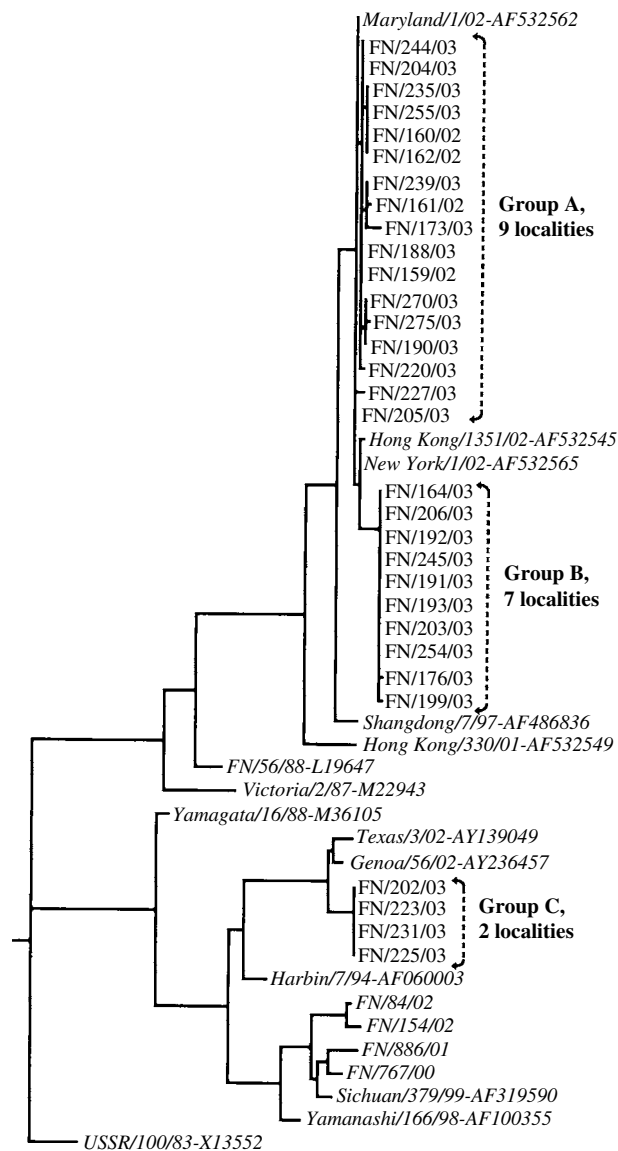 Maryland/1/02-AF532562
FN/244/03
FN/204/03
FN/235/03
FN/255/03
FN/160/02
FN/162/02
FN/239/03
FN/161/02
FN/173/03
FN/188/03
FN/159/02
FN/270/03
FN/275/03
FN/190/03
FN/220/03
FN/227/03
FN/205/03
Group A,
9 localities
Hong Kong/1351/02-AF532545
New York/1/02-AF532565
FN/164/03
FN/206/03
FN/192/03
FN/245/03
FN/191/03
FN/193/03
FN/203/03
FN/254/03
FN/176/03
FN/199/03
Group B,
7 localities
Shangdong/7/97-AF486836
Hong Kong/330/01-AF532549
FN/56/88-L19647
Victoria/2/87-M22943
Yamagata/16/88-M36105
Texas/3/02-AY139049
Genoa/56/02-AY236457
FN/202/03
FN/223/03
FN/231/03
FN/225/03
Group C,
2 localities
Harbin/7/94-AF060003
FN/84/02
FN/154/02
FN/886/01
FN/767/00
Sichuan/379/99-AF319590
Yamanashi/166/98-AF100355
USSR/100/83-X13552